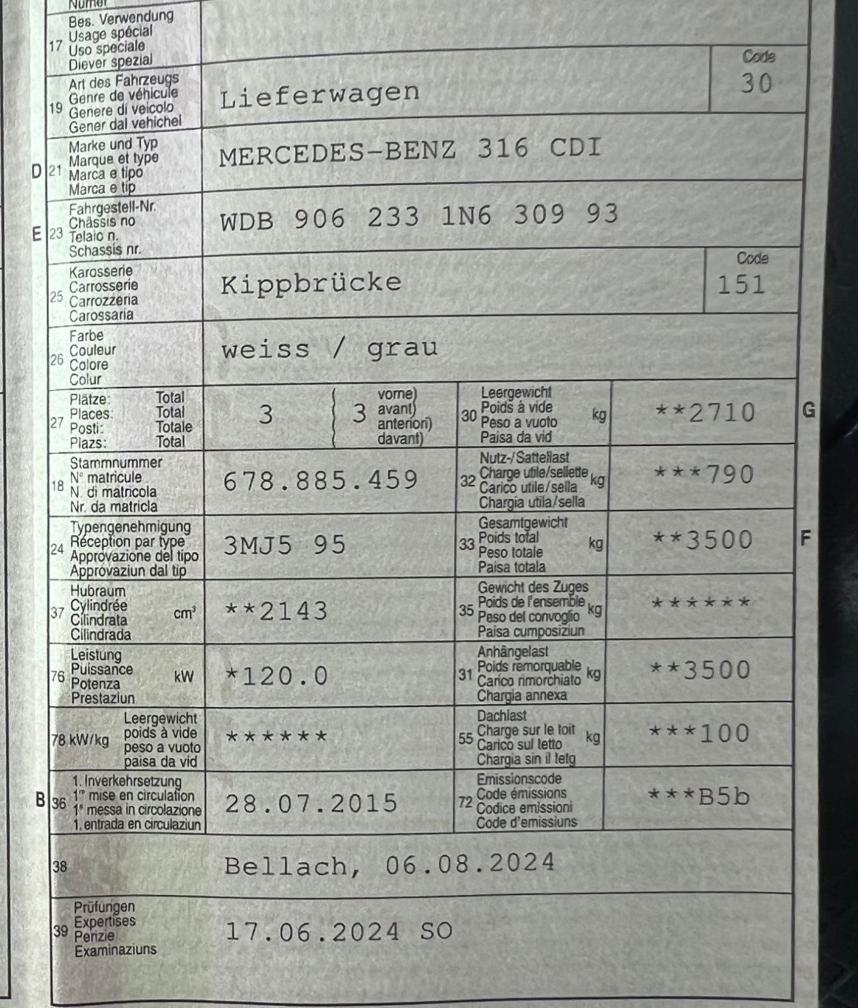 Numer
17 Bes. Verwendung
Usage spécial
Uso speciale
Diever spezial
19 Art des Fahrzeugs
Genre de véhicule
Genere di veicolo
Gener dal vehichel
Lieferwagen
Code
30
D 21 Marke und Typ
Marque et type
Marca e tipo
Marca e tip
MERCEDES-BENZ 316 CDI
E 23 Fahrgestell-Nr.
Châssis no
Telaio n.
Schassis nr.
WDB 906 233 1N6 309 93
25 Karosserie
Carrosserie
Carrozzeria
Carossaria
Kippbrücke
Code
151
26 Farbe
Couleur
Colore
Colur
weiss / grau
27 Plätze: Total
Places: Total
Posti: Totale
Plazs: Total
3
( 3 vorne)
avant)
anteriori)
davant)
30 Leergewicht
Poids à vide kg
Peso a vuoto
Paisa da vid
**2710
G
18 Stammnummer
N° matricule
N. di matricola
Nr. da matricla
678.885.459
32 Nutz-/Sattellast
Charge utile/sellette kg
Carico utile/sella
Chargia utila/sella
***790
24 Typengenehmigung
Réception par type
Approvazione del tipo
Approvaziun dal tip
3MJ5 95
33 Gesamtgewicht
Poids total kg
Peso totale
Paisa totala
**3500
F
37 Hubraum
Cylindrée cm³
Cilindrata
Cilindrada
**2143
35 Gewicht des Zuges
Poids de l'ensemble kg
Peso del convoglio
Paisa cumposiziun
******
76 Leistung
Puissance kW
Potenza
Prestaziun
*120.0
31 Anhängelast
Poids remorquable kg
Carico rimorchiato
Chargia annexa
**3500
78 kW/kg Leergewicht
poids à vide
peso a vuoto
paisa da vid
******
55 Dachlast
Charge sur le toit kg
Carico sul tetto
Chargia sin il tetg
***100
B 36 1. Inverkehrsetzung
1re mise en circulation
1a messa in circolazione
1. entrada en circulaziun
28.07.2015
72 Emissionscode
Code émissions
Codice emissioni
Code d'emissiuns
***B5b
38 Bellach, 06.08.2024
39 Prüfungen
Expertises
Perizie
Examinaziuns
17.06.2024 SO